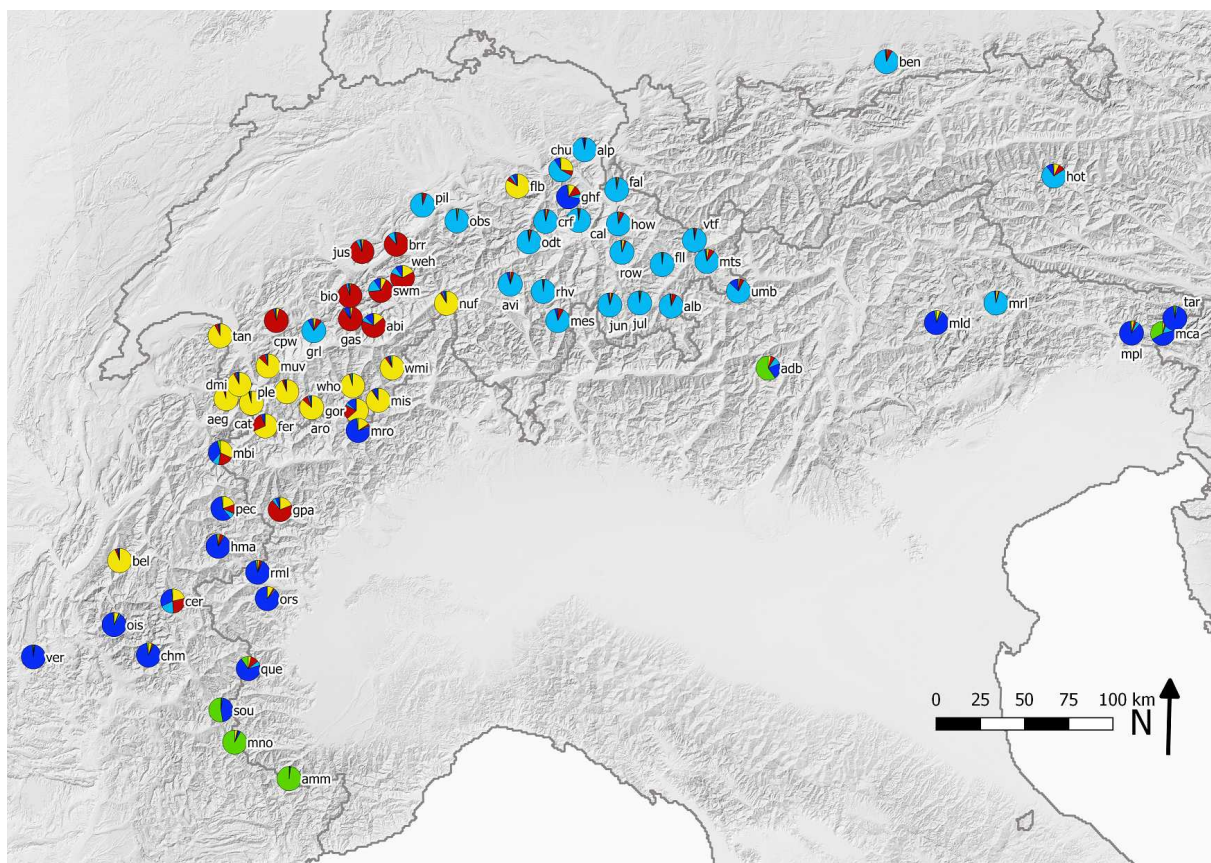 ben
chu
alp
hot
flb
fal
ghf
pil
obs
crf
cal
how
vtf
jus
brr
odt
weh
row
fll
mts
bio
swm
avi
rhv
umb
nuf
jun
jul
alb
mrl
tar
cpw
grl
gas
abi
mes
mld
mpl
mca
tan
muv
wmi
adb
dmi
ple
who
mis
aeg
cat
fer
aro
gor
mro
mbi
pec
gpa
hma
bel
rml
cer
ors
ois
ver
chm
que
sou
mno
amm
0 25 50 75 100 km
N